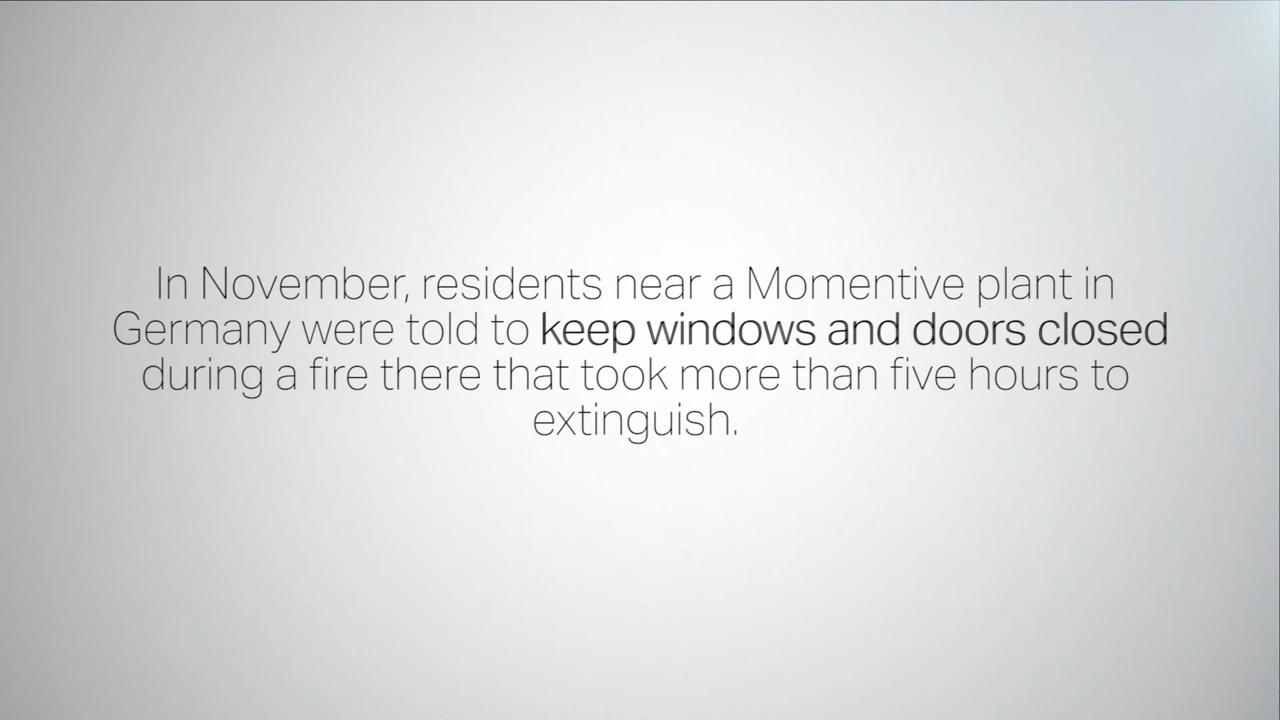 In November, residents near a Momentive plant in
Germany were told to keep windows and doors closed
during a fire there that took more than five hours to
extinguish.